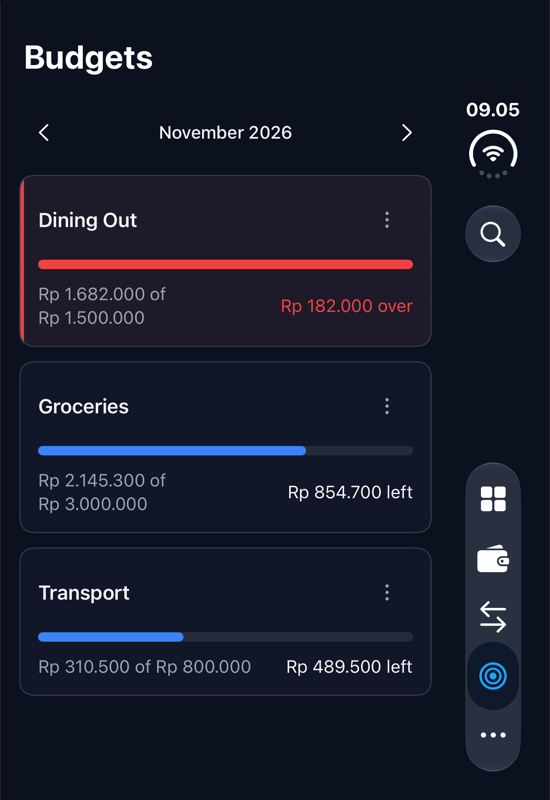 Budgets
09.05
November 2026
Dining Out
Rp 1.682.000 of
Rp 1.500.000
Rp 182.000 over
Groceries
Rp 2.145.300 of
Rp 3.000.000
Rp 854.700 left
Transport
Rp 310.500 of Rp 800.000
Rp 489.500 left